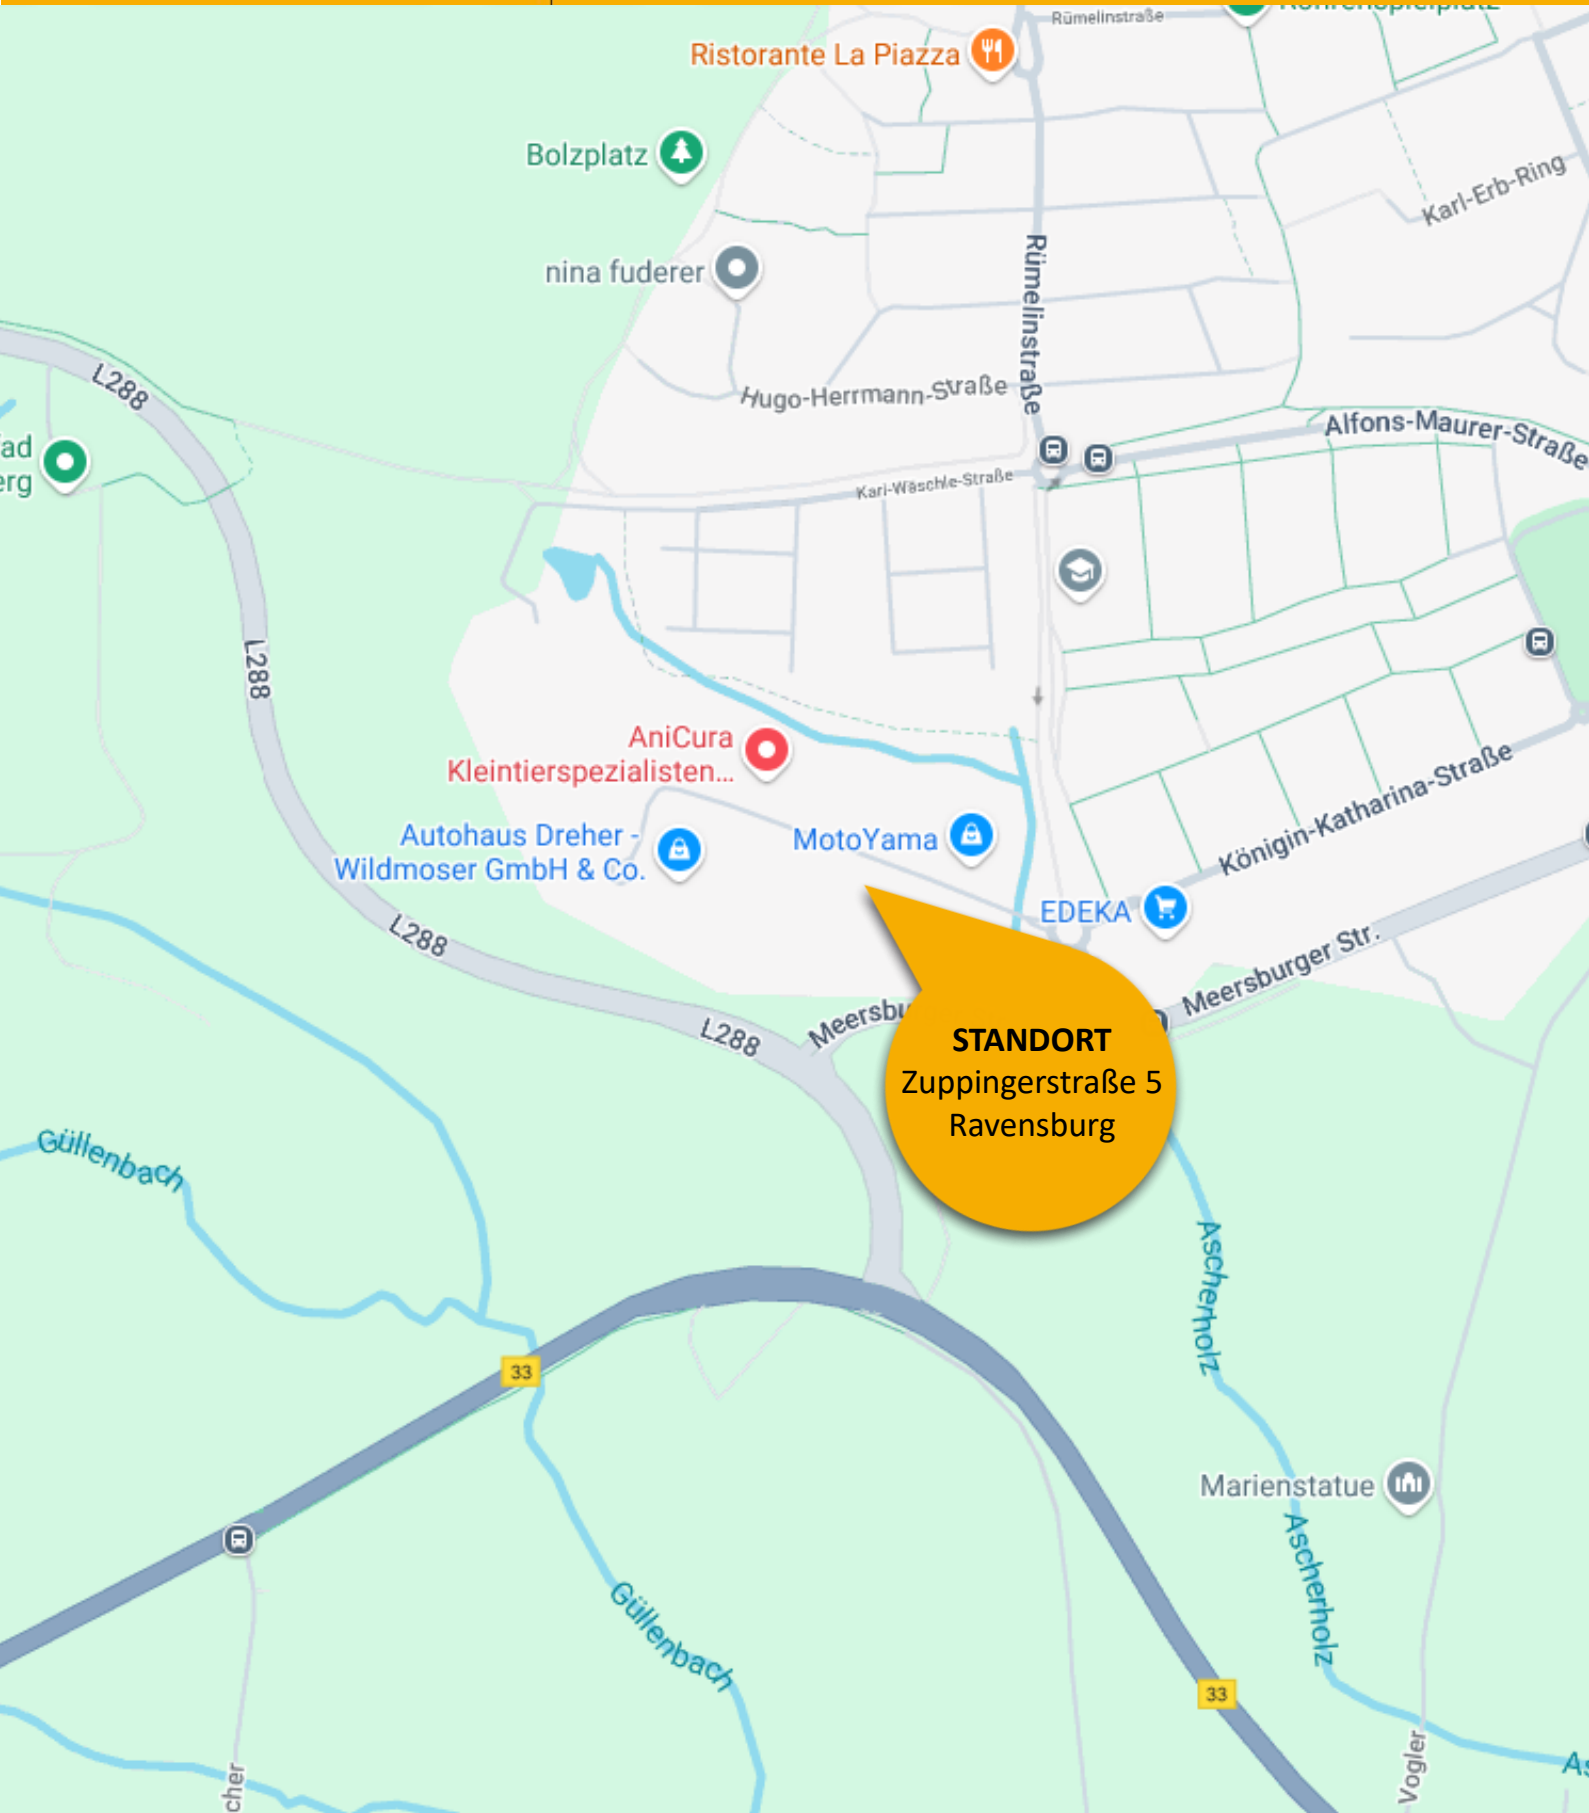 Rümelinstraße
Ristorante La Piazza
Bolzplatz
Karl-Erb-Ring
nina fuderer
Rümelinstraße
L288
Hugo-Herrmann-Straße
Alfons-Maurer-Straße
Karl-Wäschle-Straße
L288
AniCura
Kleintierspezialisten...
Königin-Katharina-Straße
Autohaus Dreher -
Wildmoser GmbH & Co.
MotoYama
EDEKA
L288
Meersburger Str.
L288
STANDORT
Zuppingerstraße 5
Ravensburg
Güllenbach
Ascherholz
33
Marienstatue
Ascherholz
Güllenbach
33
Vogler